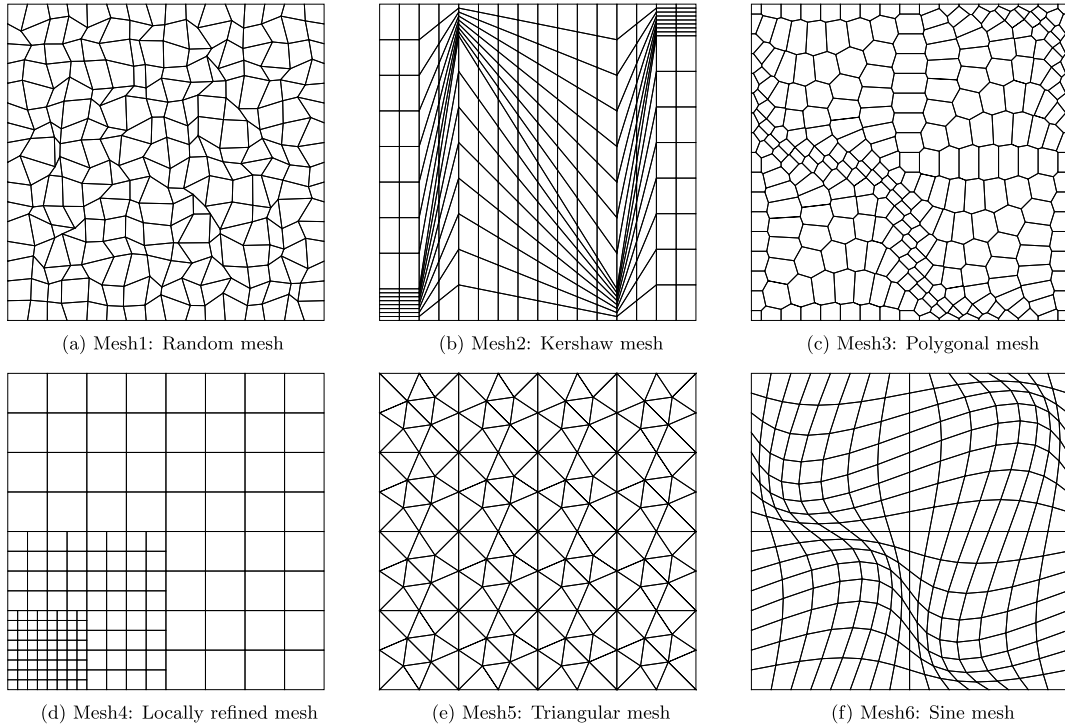 (a) Mesh1: Random mesh
(b) Mesh2: Kershaw mesh
(c) Mesh3: Polygonal mesh
(d) Mesh4: Locally refined mesh
(e) Mesh5: Triangular mesh
(f) Mesh6: Sine mesh